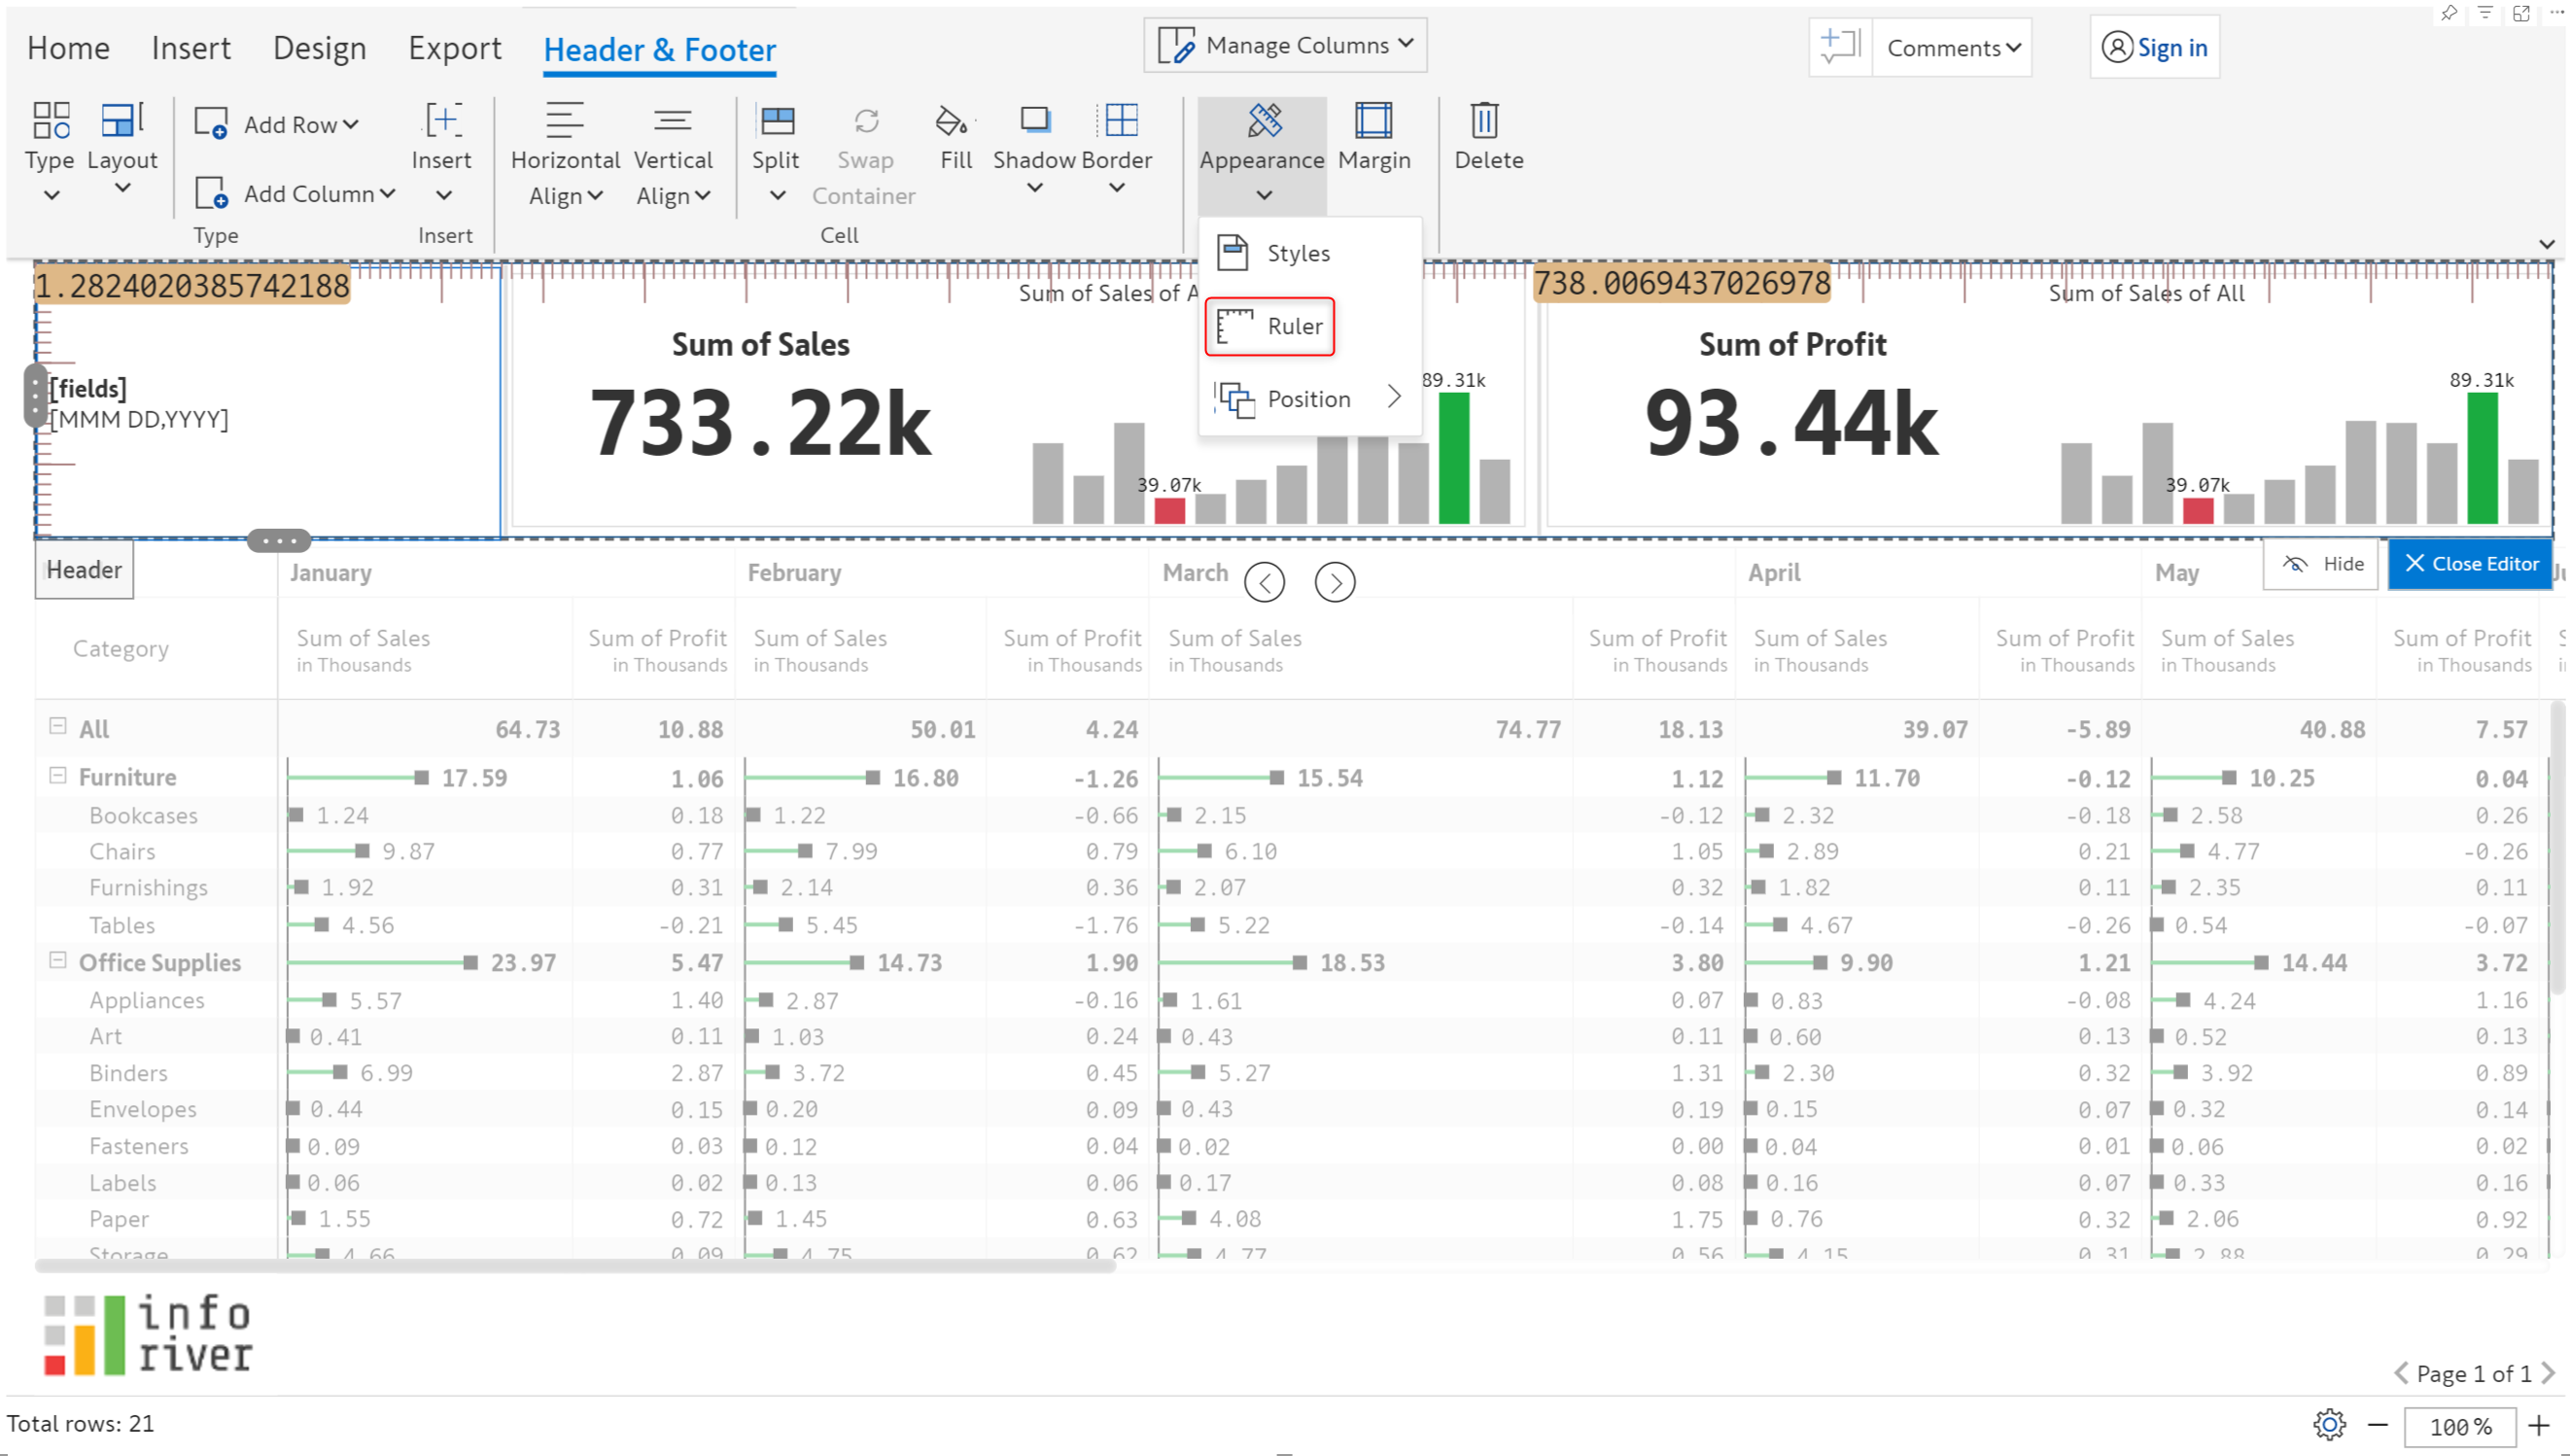 Home Insert Design Export Header & Footer Manage Columns Comments Sign in
Type Layout Add Row Add Column Insert Horizontal Align Vertical Align Split Swap Container Fill Shadow Border Appearance Margin Delete
Type Insert Cell
Styles
Ruler
Position
1.2824020385742188
738.0069437026978
[fields]
[MMM DD,YYYY]
Sum of Sales
733.22k
Sum of Sales of A
39.07k
89.31k
Sum of Profit
93.44k
Sum of Sales of All
39.07k
89.31k
Header
Hide
Close Editor
January February March April May
Category
Sum of Sales Sum of Profit Sum of Sales Sum of Profit Sum of Sales Sum of Profit Sum of Sales Sum of Profit Sum of Sales Sum of Profit
in Thousands in Thousands in Thousands in Thousands in Thousands in Thousands in Thousands in Thousands in Thousands in Thousands
All 64.73 10.88 50.01 4.24 74.77 18.13 39.07 -5.89 40.88 7.57
Furniture 17.59 1.06 16.80 -1.26 15.54 1.12 11.70 -0.12 10.25 0.04
Bookcases 1.24 0.18 1.22 -0.66 2.15 -0.12 2.32 -0.18 2.58 0.26
Chairs 9.87 0.77 7.99 0.79 6.10 1.05 2.89 0.21 4.77 -0.26
Furnishings 1.92 0.31 2.14 0.36 2.07 0.32 1.82 0.11 2.35 0.11
Tables 4.56 -0.21 5.45 -1.76 5.22 -0.14 4.67 -0.26 0.54 -0.07
Office Supplies 23.97 5.47 14.73 1.90 18.53 3.80 9.90 1.21 14.44 3.72
Appliances 5.57 1.40 2.87 -0.16 1.61 0.07 0.83 -0.08 4.24 1.16
Art 0.41 0.11 1.03 0.24 0.43 0.11 0.60 0.13 0.52 0.13
Binders 6.99 2.87 3.72 0.45 5.27 1.31 2.30 0.32 3.92 0.89
Envelopes 0.44 0.15 0.20 0.09 0.43 0.19 0.15 0.07 0.32 0.14
Fasteners 0.09 0.03 0.12 0.04 0.02 0.00 0.04 0.01 0.06 0.02
Labels 0.06 0.02 0.13 0.06 0.17 0.08 0.16 0.07 0.33 0.16
Paper 1.55 0.72 1.45 0.63 4.08 1.75 0.76 0.32 2.06 0.92
Storage 4.66 0.09 4.75 0.62 4.77 0.56 4.15 0.31 2.88 0.29
info
river
Page 1 of 1
Total rows: 21
100%